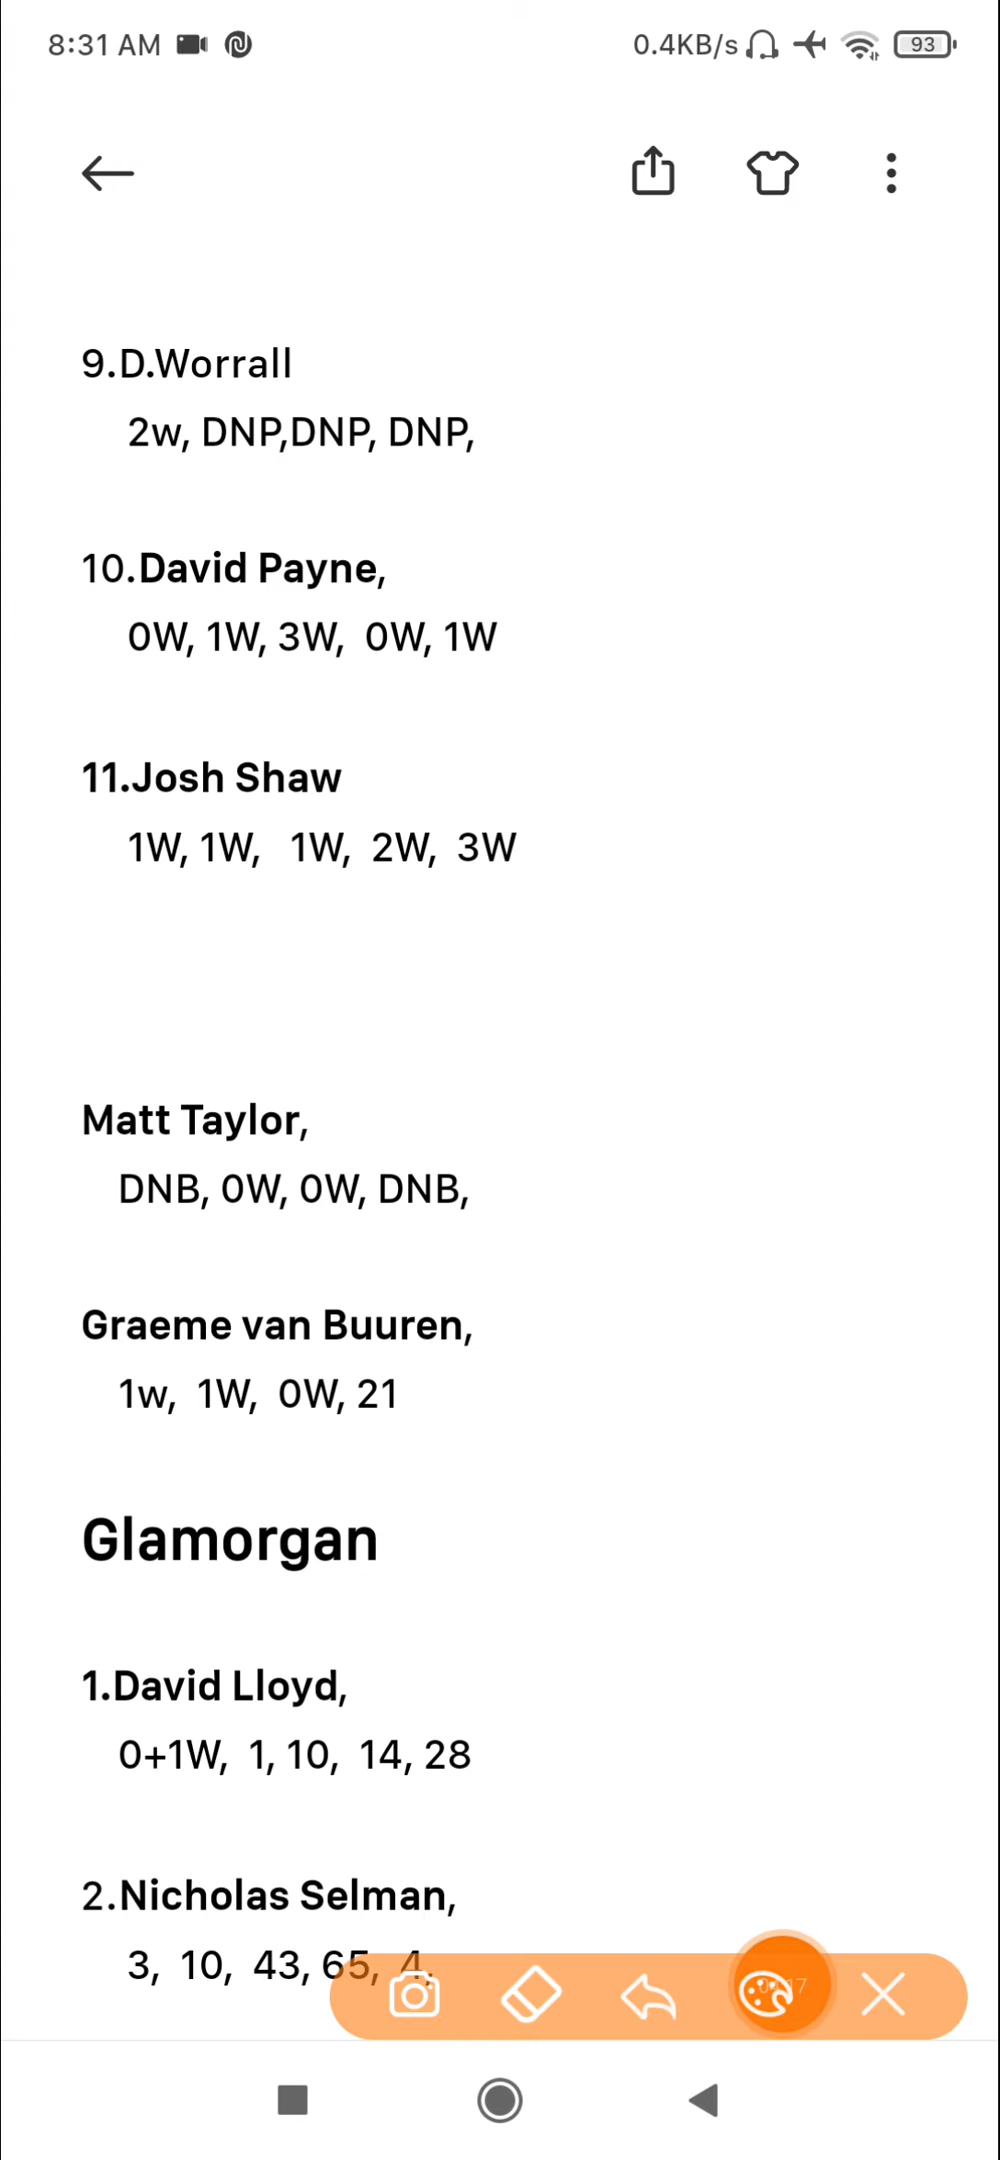 8:31 AM 0.4KB/s 93
9.D.Worrall
2w, DNP,DNP, DNP,
10.David Payne,
0W, 1W, 3W, 0W, 1W
11.Josh Shaw
1W, 1W, 1W, 2W, 3W
Matt Taylor,
DNB, 0W, 0W, DNB,
Graeme van Buuren,
1w, 1W, 0W, 21
Glamorgan
1.David Lloyd,
0+1W, 1, 10, 14, 28
2.Nicholas Selman,
3, 10, 43, 65, 4,